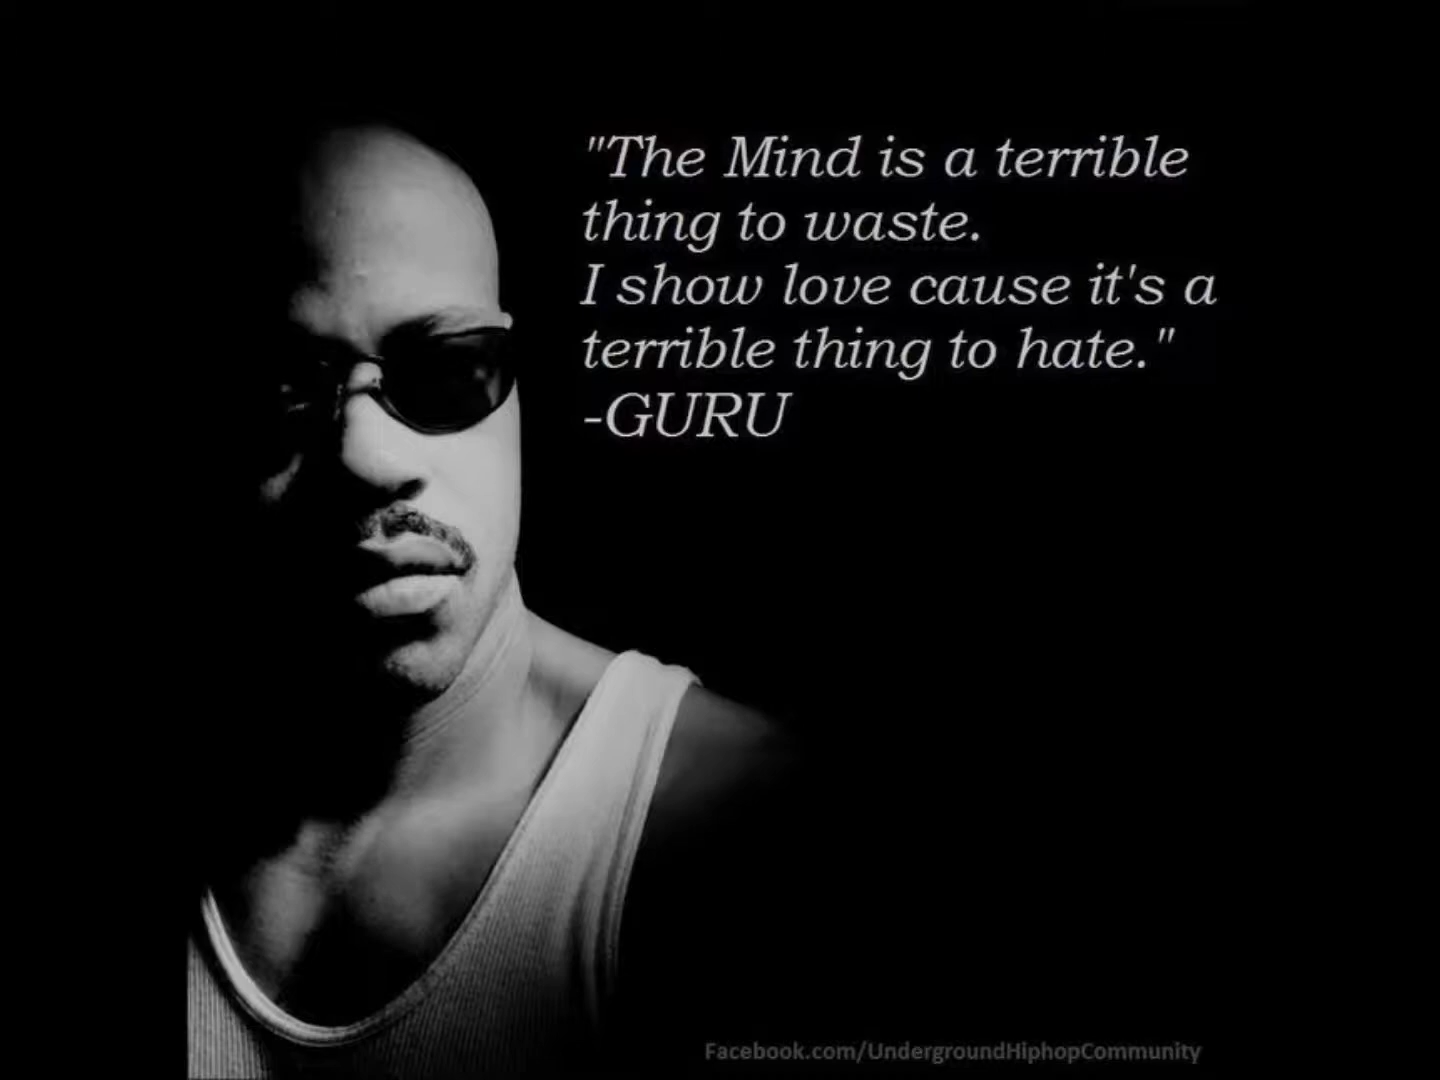 "The Mind is a terrible
thing to waste.
I show love cause it's a
terrible thing to hate."
-GURU
Facebook.com/UndergroundHiphopCommunity